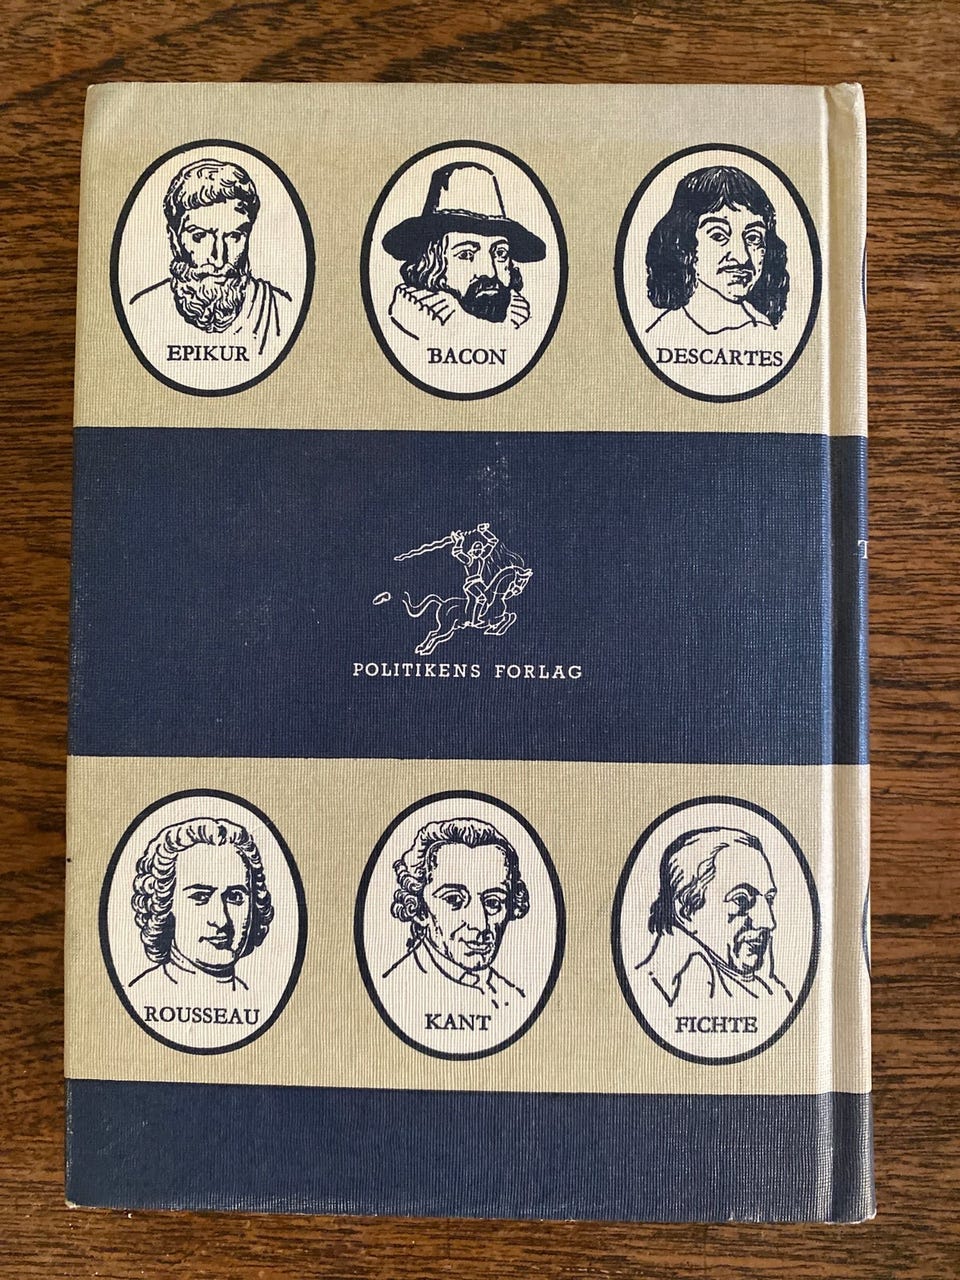 EPIKUR
BACON
DESCARTES
POLITIKENS FORLAG
ROUSSEAU
KANT
FICHTE